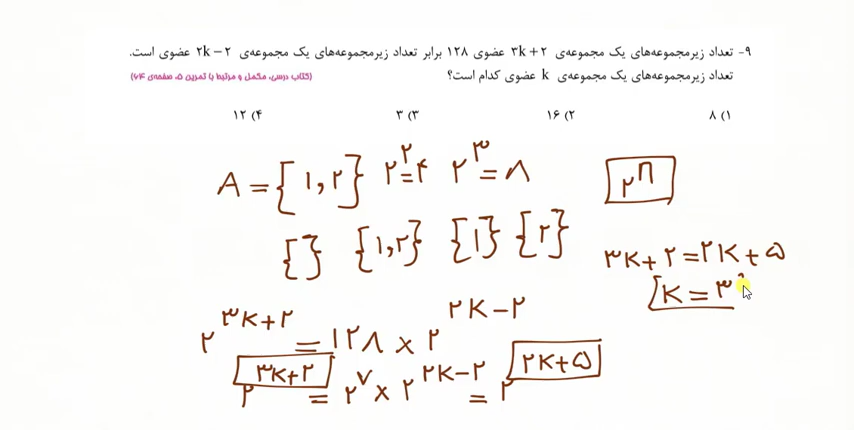 ۹- تعداد زیرمجموعه‌های یک مجموعه‌ی ۳k+۲ عضوی ۱۲۸ برابر تعداد زیرمجموعه‌های یک مجموعه‌ی ۲k-۲ عضوی است.
تعداد زیرمجموعه‌های یک مجموعه‌ی k عضوی کدام است؟ (کتاب درسی، مکمل و مرتبط با تمرین ۵، صفحه‌ی ۶۴)
۱) ۸ ۲) ۱۶ ۳) ۳ ۴) ۱۲
A = {۱,۲} ۲^۲=۴ ۲^۳=۸ ۲^n
{} {۱,۲} {۱} {۲}
۳K+۲=۲K+۵
K=۳
۲^۳K+۲ = ۱۲۸ × ۲^۲K-۲
۲^۳K+۲ = ۲^۷ × ۲^۲K-۲ = ۲^۲K+۵